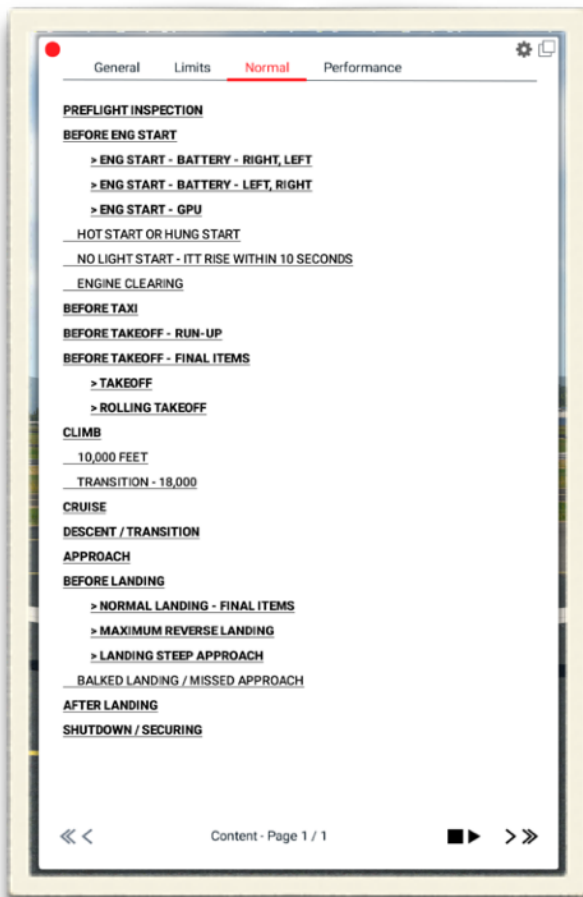 General Limits Normal Performance
PREFLIGHT INSPECTION
BEFORE ENG START
> ENG START - BATTERY - RIGHT, LEFT
> ENG START - BATTERY - LEFT, RIGHT
> ENG START - GPU
HOT START OR HUNG START
NO LIGHT START - ITT RISE WITHIN 10 SECONDS
ENGINE CLEARING
BEFORE TAXI
BEFORE TAKEOFF - RUN-UP
BEFORE TAKEOFF - FINAL ITEMS
> TAKEOFF
> ROLLING TAKEOFF
CLIMB
10,000 FEET
TRANSITION - 18,000
CRUISE
DESCENT / TRANSITION
APPROACH
BEFORE LANDING
> NORMAL LANDING - FINAL ITEMS
> MAXIMUM REVERSE LANDING
> LANDING STEEP APPROACH
BALKED LANDING / MISSED APPROACH
AFTER LANDING
SHUTDOWN / SECURING
Content - Page 1 / 1